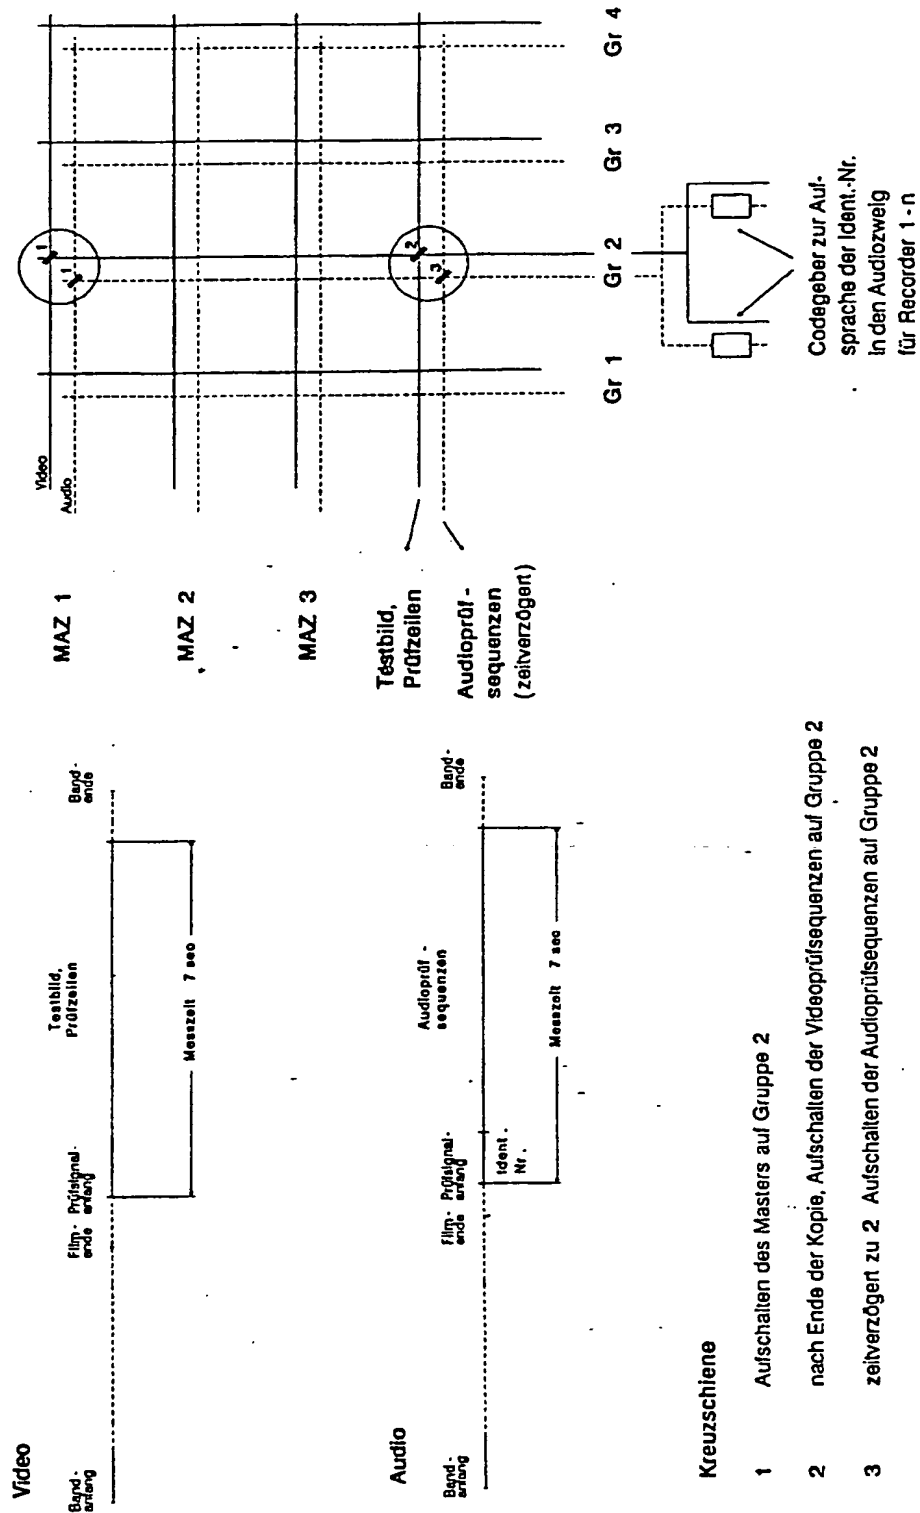 Video
Band-
anfang
Film-
ende
Prüfsignal-
anfang
Testbild,
Prüfzeilen
Band-
ende
Messzeit 7 sec
Audio
Band-
anfang
Film-
ende
Prüfsignal-
anfang
Ident.
Nr.
Audioprüf-
sequenzen
Band-
ende
Messzeit 7 sec
Kreuzschiene
1 Aufschalten des Masters auf Gruppe 2
2 nach Ende der Kopie, Aufschalten der Videoprüfsequenzen auf Gruppe 2
3 zeitverzögert zu 2 Aufschalten der Audioprüfsequenzen auf Gruppe 2
MAZ 1
MAZ 2
MAZ 3
Testbild,
Prüfzeilen
Audioprüf-
sequenzen
(zeitverzögert)
Video
Audio
1
1
2
3
Gr 1
Gr 2
Gr 3
Gr 4
Codegeber zur Auf-
sprache der Ident.-Nr.
in den Audiozweig
für Recorder 1-n